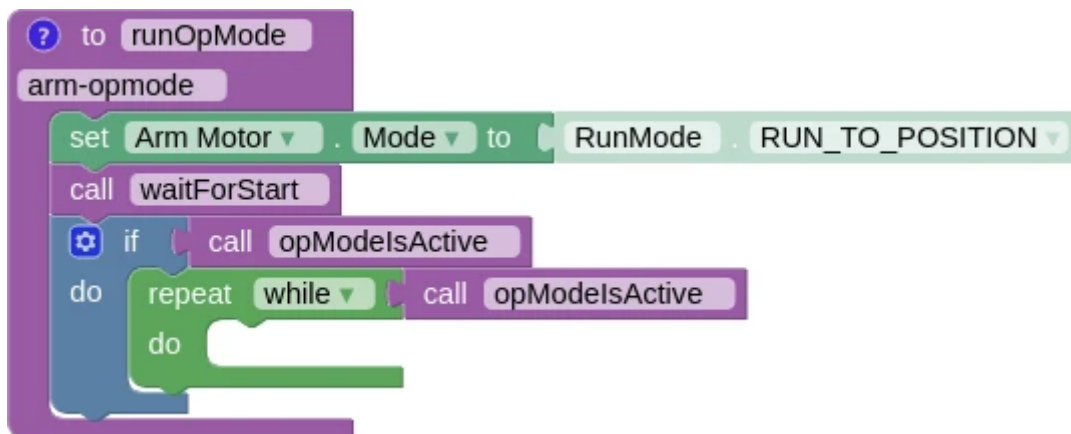 ? to runOpMode
arm-opmode
set Arm Motor ▾ . Mode ▾ to RunMode . RUN_TO_POSITION ▾
call waitForStart
if call opModeIsActive
do repeat while ▾ call opModeIsActive
do